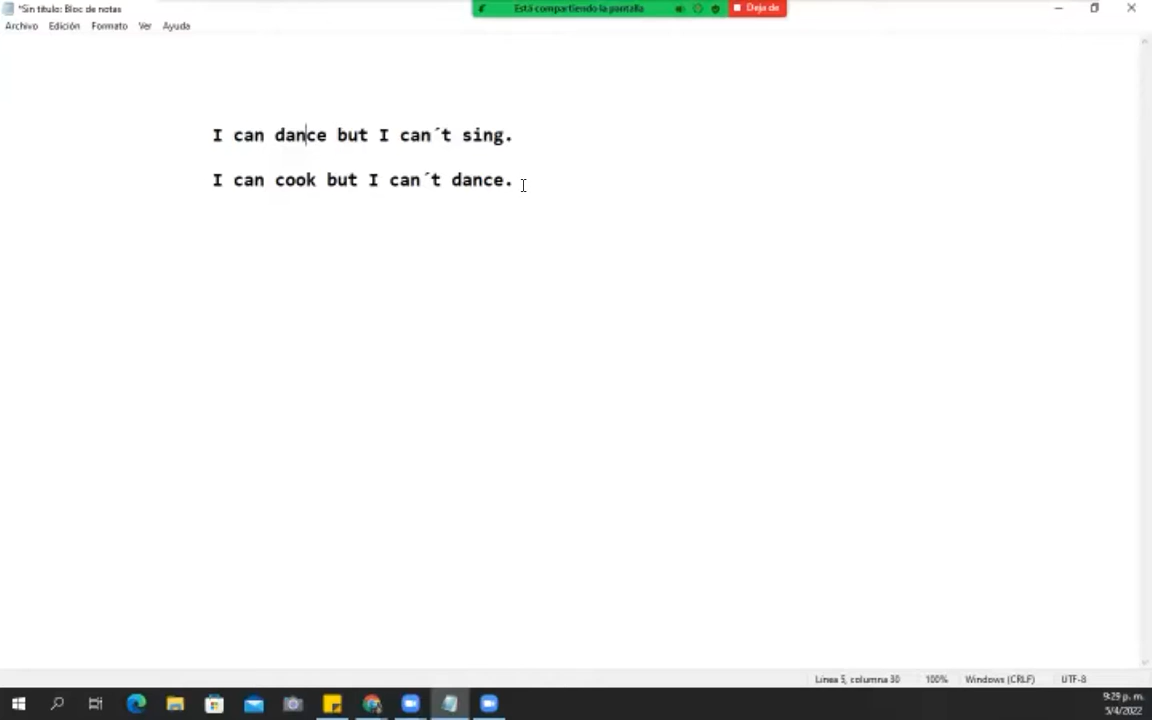 *Sin título: Bloc de notas
Está compartiendo la pantalla
Deja de
Archivo Edición Formato Ver Ayuda
I can dance but I can´t sing.
I can cook but I can´t dance.
Línea 5, columna 30 100% Windows (CRLF) UTF-8
9:29 p. m.
5/4/2022